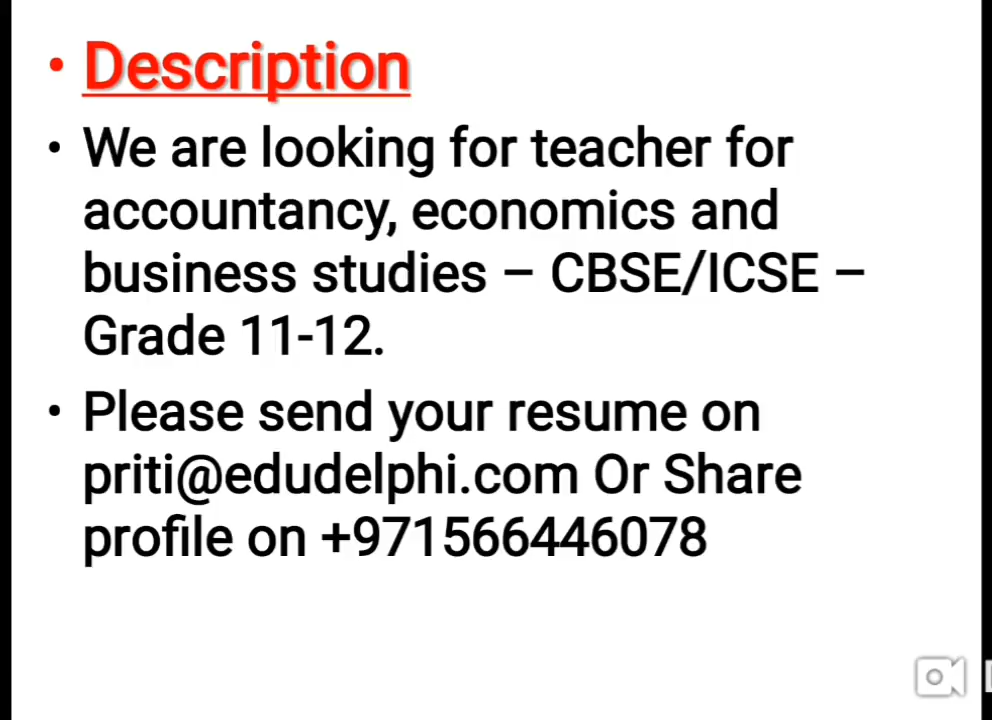 • Description
• We are looking for teacher for
accountancy, economics and
business studies – CBSE/ICSE –
Grade 11-12.
• Please send your resume on
priti@edudelphi.com Or Share
profile on +971566446078